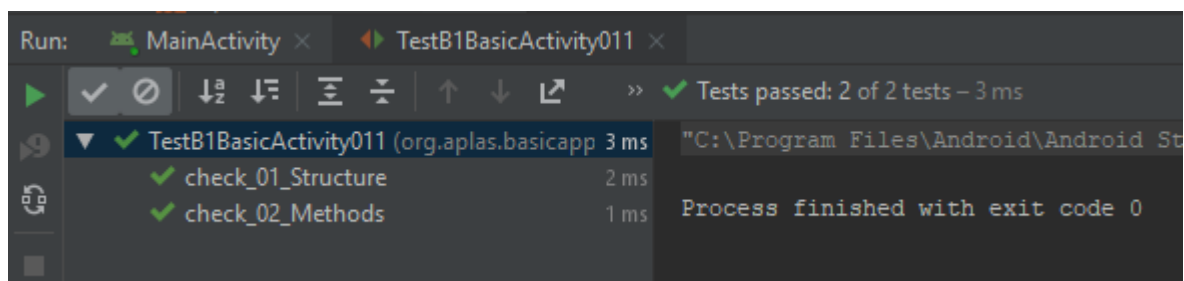 Run: MainActivity TestB1BasicActivity011
Tests passed: 2 of 2 tests – 3 ms
TestB1BasicActivity011 (org.aplas.basicapp 3 ms
check_01_Structure 2 ms
check_02_Methods 1 ms
"C:\Program Files\Android\Android St
Process finished with exit code 0